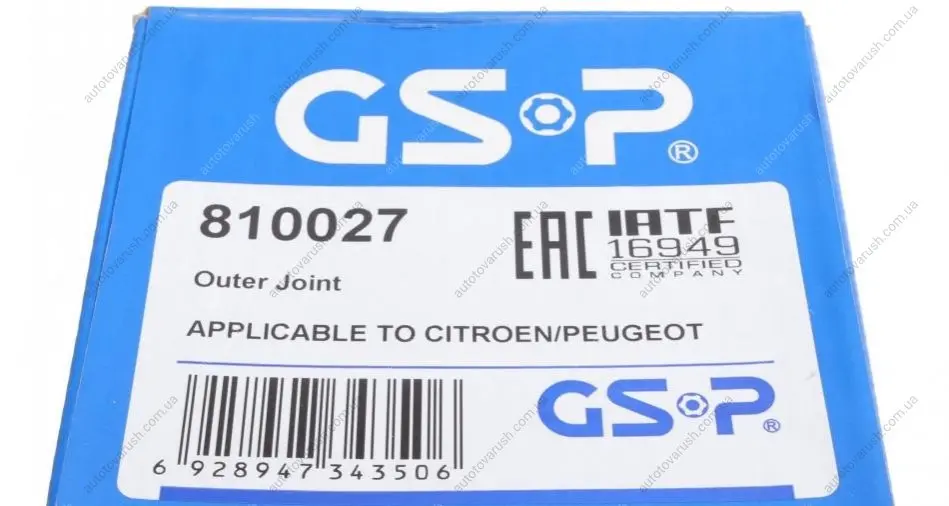 GSP®
810027
EAC
IATF
16949
CERTIFIED
COMPANY
Outer Joint
APPLICABLE TO CITROEN/PEUGEOT
GSP®
6 928947 343506
autotovarush.com.ua